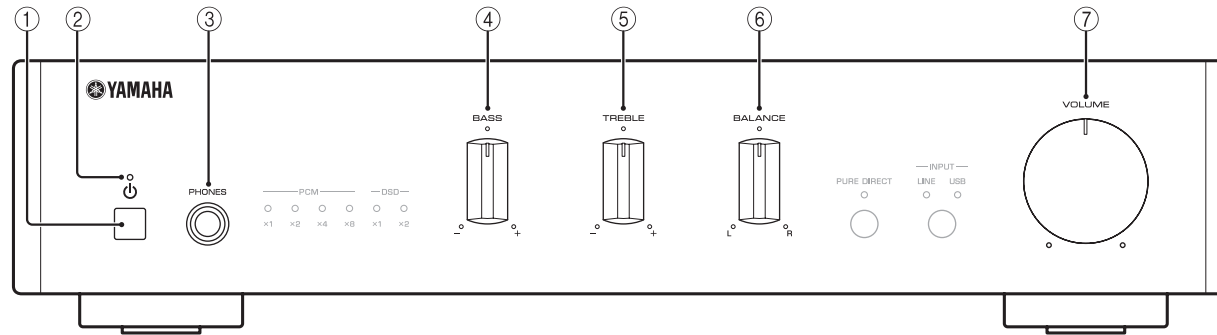 ① ② ③ ④ ⑤ ⑥ ⑦
YAMAHA
BASS TREBLE BALANCE VOLUME
PHONES
PCM DSD
×1 ×2 ×4 ×8 ×1 ×2
- + - + L R
PURE DIRECT
INPUT
LINE USB